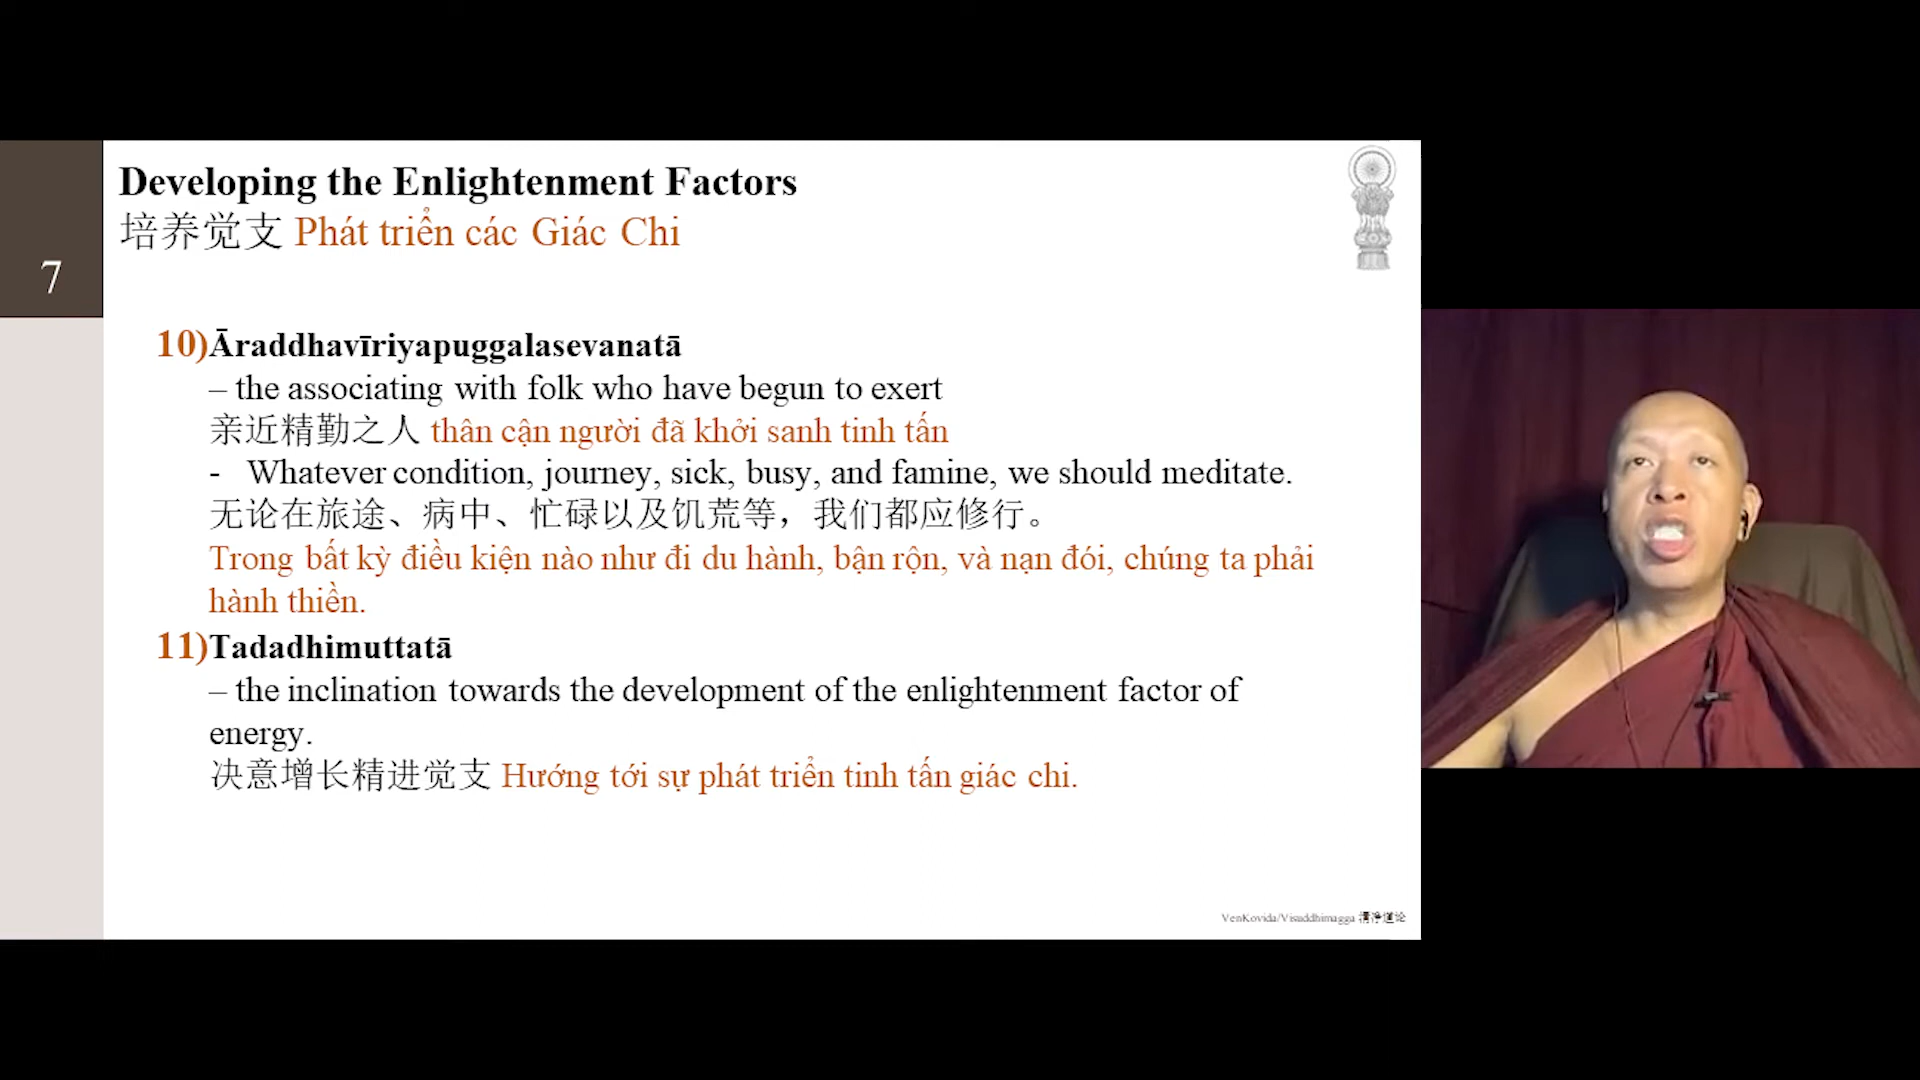 Developing the Enlightenment Factors
培养觉支 Phát triển các Giác Chi
7
10)Āraddhavīriyapuggalasevanatā
– the associating with folk who have begun to exert
亲近精勤之人 thân cận người đã khởi sanh tinh tấn
- Whatever condition, journey, sick, busy, and famine, we should meditate.
无论在旅途、病中、忙碌以及饥荒等，我们都应修行。
Trong bất kỳ điều kiện nào như đi du hành, bận rộn, và nạn đói, chúng ta phải
hành thiền.
11)Tadadhimuttatā
– the inclination towards the development of the enlightenment factor of
energy.
决意增长精进觉支 Hướng tới sự phát triển tinh tấn giác chi.
VenKovida/Visuddhimagga 清净道论